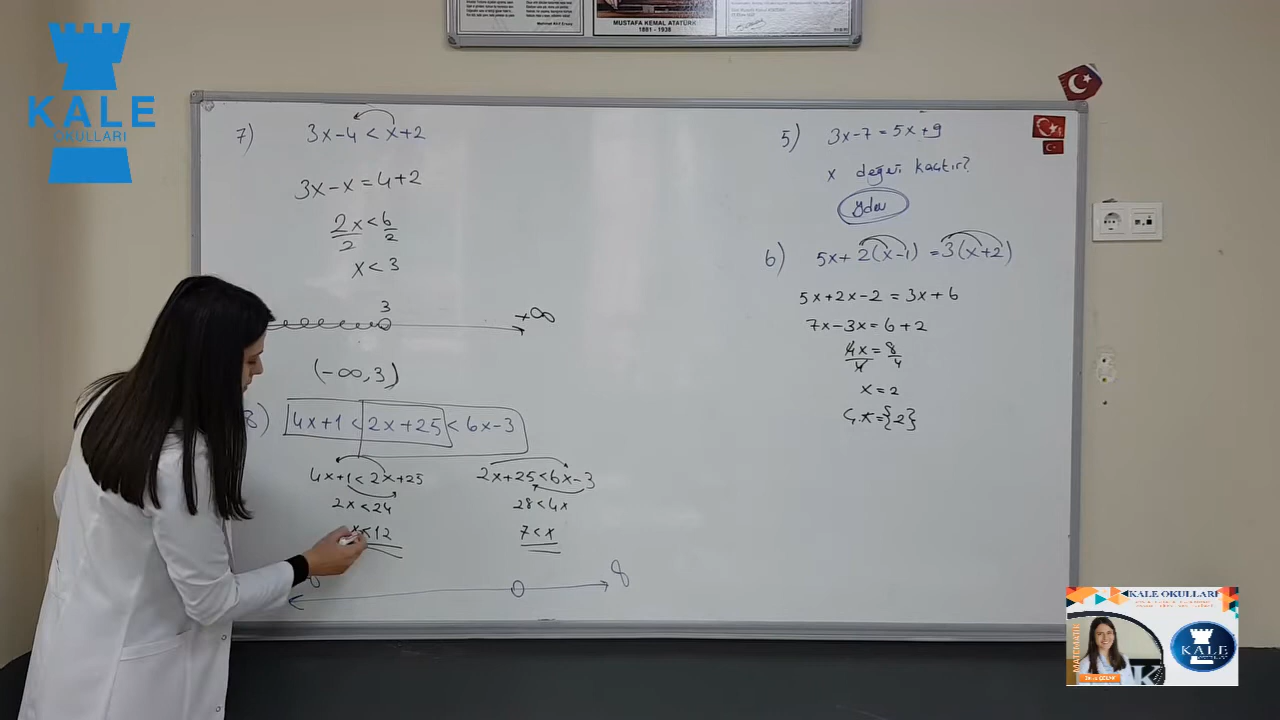 KALE
OKULLARI
MUSTAFA KEMAL ATATÜRK
1881 - 1938
7) 3x-4 < x+2
3x-x = 4+2
2x/2 < 6/2
x < 3
3
+∞
(-∞,3)
8) 4x+1 < 2x+25 < 6x-3
4x+1 < 2x+25
2x < 24
x < 12
2x+25 < 6x-3
28 < 4x
7 < x
5) 3x-7 = 5x+9
x değeri kaçtır?
6) 5x+2(x-1) = 3(x+2)
5x+2x-2 = 3x+6
7x-3x = 6+2
4x/4 = 8/4
x = 2
Ç.K={2}
KALE OKULLARI
MATEMATİK
KALE